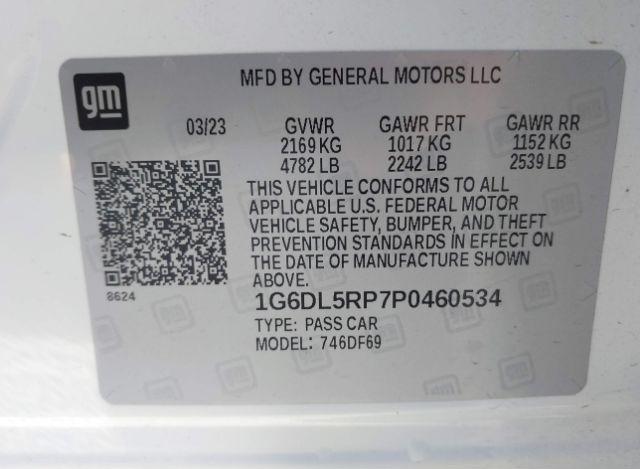 gm
MFD BY GENERAL MOTORS LLC
03/23 GVWR GAWR FRT GAWR RR
2169 KG 1017 KG 1152 KG
4782 LB 2242 LB 2539 LB
THIS VEHICLE CONFORMS TO ALL
APPLICABLE U.S. FEDERAL MOTOR
VEHICLE SAFETY, BUMPER, AND THEFT
PREVENTION STANDARDS IN EFFECT ON
THE DATE OF MANUFACTURE SHOWN
ABOVE.
8624
1G6DL5RP7P0460534
TYPE: PASS CAR
MODEL: 746DF69